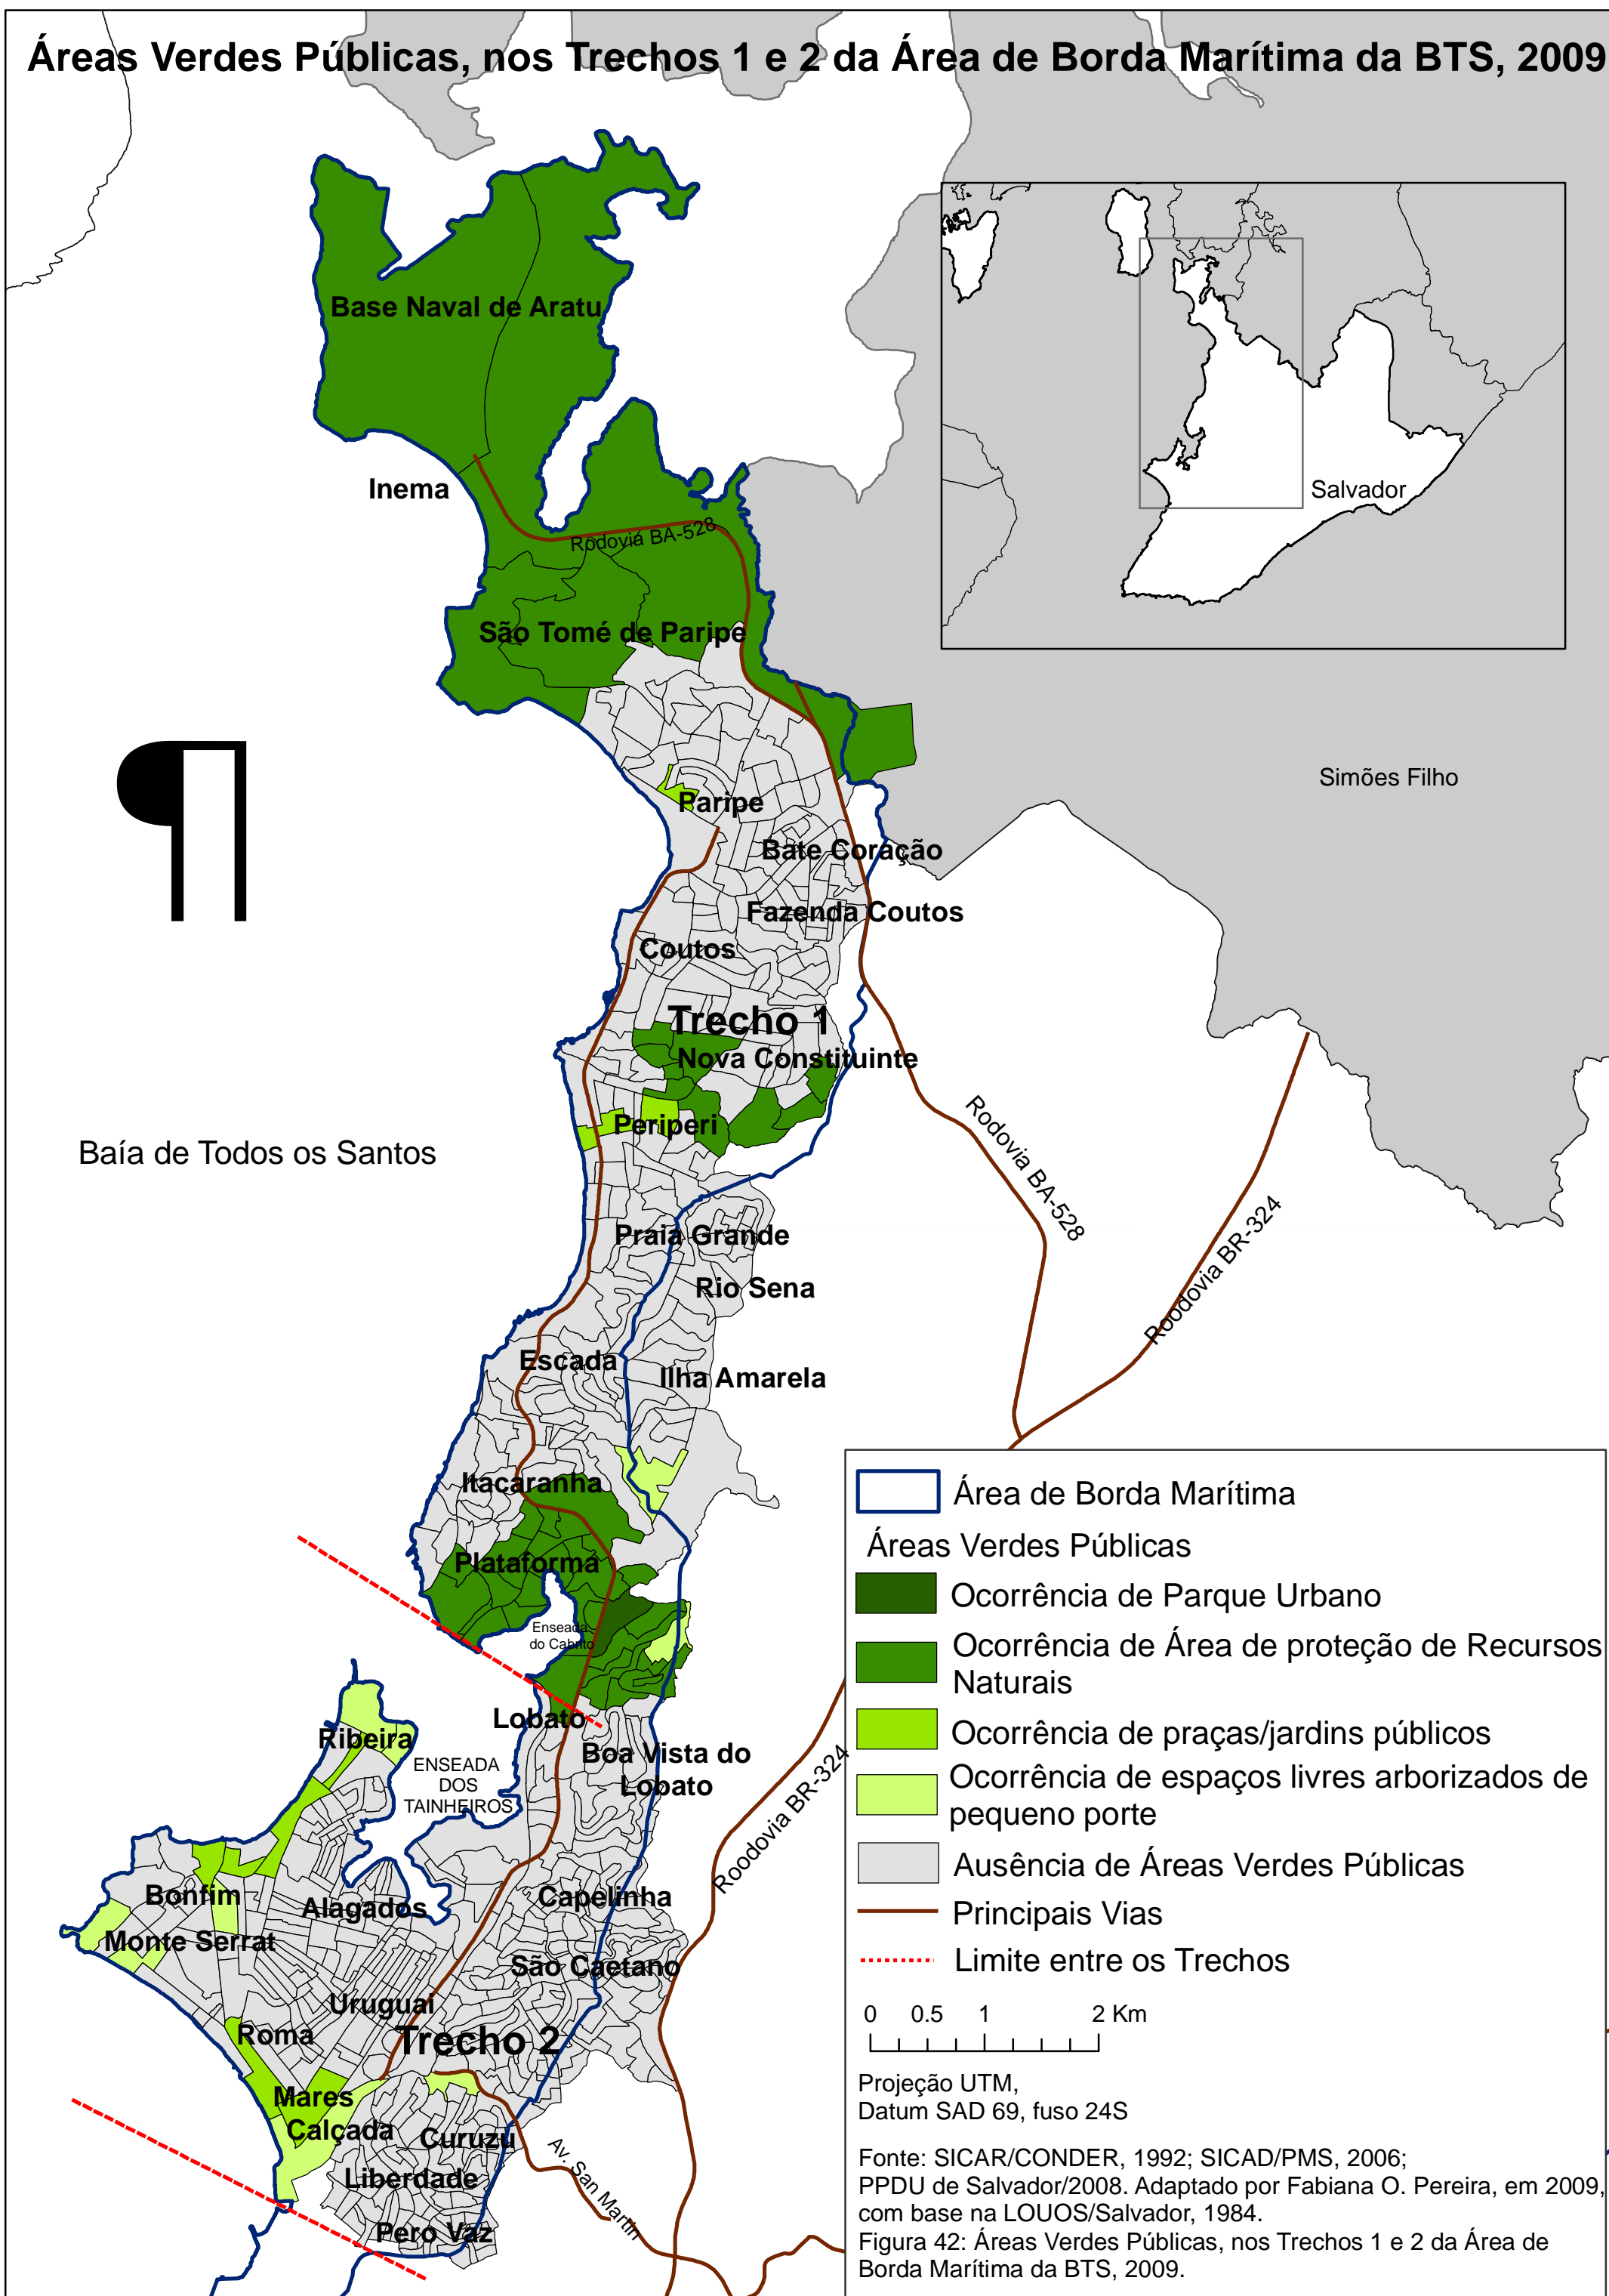 Áreas Verdes Públicas, nos Trechos 1 e 2 da Área de Borda Marítima da BTS, 2009
Base Naval de Aratu
Inema
Rodovia BA-528
São Tomé de Paripe
Salvador
¶
Simões Filho
Paripe
Bate Coração
Fazenda Coutos
Coutos
Trecho 1
Nova Constituinte
Periperi
Baía de Todos os Santos
Rodovia BA-528
Roodovia BR-324
Praia Grande
Rio Sena
Escada
Ilha Amarela
Itacaranha
Plataforma
Enseada
do Cabrito
Lobato
Ribeira
ENSEADA
DOS
TAINHEIROS
Boa Vista do
Lobato
Roodovia BR-324
Bonfim
Alagados
Capelinha
Monte Serrat
São Caetano
Uruguai
Roma
Trecho 2
Mares
Calçada
Curuzu
Av. San Martin
Liberdade
Pero Vaz
Área de Borda Marítima
Áreas Verdes Públicas
Ocorrência de Parque Urbano
Ocorrência de Área de proteção de Recursos
Naturais
Ocorrência de praças/jardins públicos
Ocorrência de espaços livres arborizados de
pequeno porte
Ausência de Áreas Verdes Públicas
Principais Vias
Limite entre os Trechos
0 0.5 1 2 Km
Projeção UTM,
Datum SAD 69, fuso 24S
Fonte: SICAR/CONDER, 1992; SICAD/PMS, 2006;
PPDU de Salvador/2008. Adaptado por Fabiana O. Pereira, em 2009,
com base na LOUOS/Salvador, 1984.
Figura 42: Áreas Verdes Públicas, nos Trechos 1 e 2 da Área de
Borda Marítima da BTS, 2009.